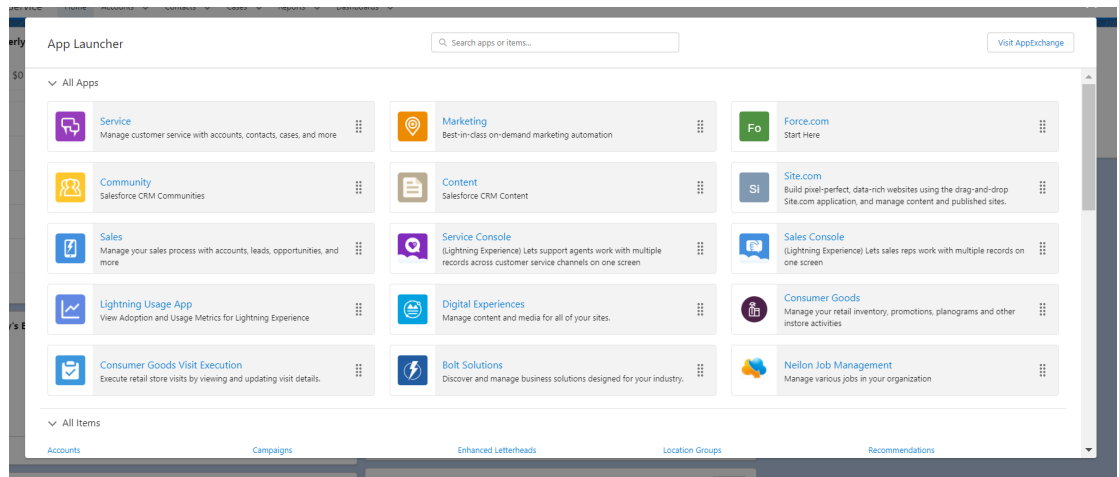 Home Accounts Contacts Cases Reports Dashboards
App Launcher
Search apps or items...
Visit AppExchange
$0
All Apps
Service
Manage customer service with accounts, contacts, cases, and more
Marketing
Best-in-class on-demand marketing automation
Fo
Force.com
Start Here
Community
Salesforce CRM Communities
Content
Salesforce CRM Content
Si
Site.com
Build pixel-perfect, data-rich websites using the drag-and-drop
Site.com application, and manage content and published sites.
Sales
Manage your sales process with accounts, leads, opportunities, and
more
Service Console
(Lightning Experience) Lets support agents work with multiple
records across customer service channels on one screen
Sales Console
(Lightning Experience) Lets sales reps work with multiple records on
one screen
Lightning Usage App
View Adoption and Usage Metrics for Lightning Experience
Digital Experiences
Manage content and media for all of your sites.
Consumer Goods
Manage your retail inventory, promotions, planograms and other
instore activities
Consumer Goods Visit Execution
Execute retail store visits by viewing and updating visit details.
Bolt Solutions
Discover and manage business solutions designed for your industry.
Neilon Job Management
Manage various jobs in your organization
All Items
Accounts Campaigns Enhanced Letterheads Location Groups Recommendations